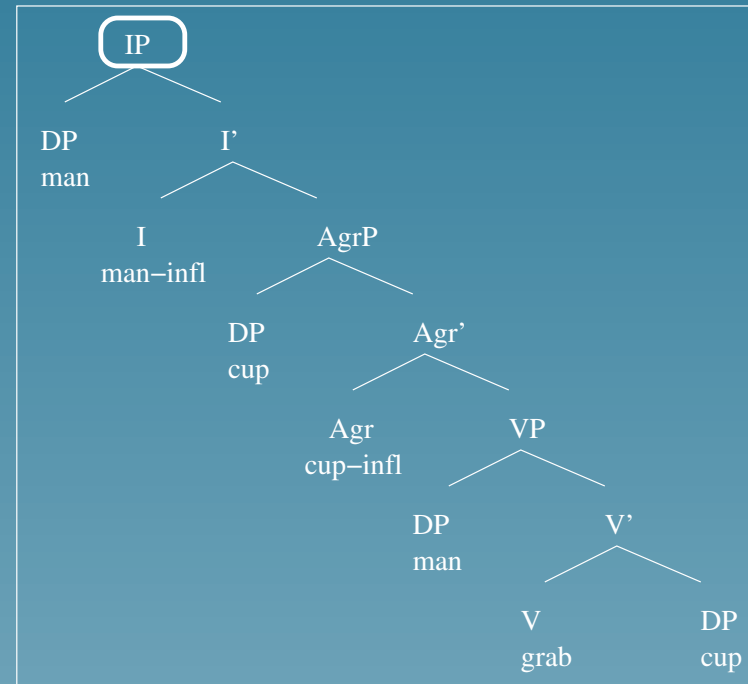 IP
DP I’
man
I AgrP
man−infl
DP Agr’
cup
Agr VP
cup−infl
DP V’
man
V DP
grab cup